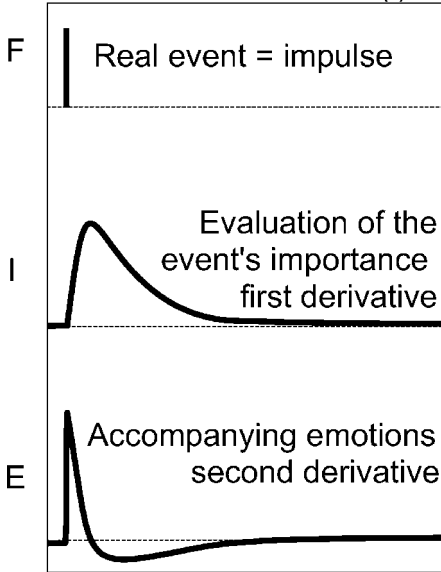 F
Real event = impulse
I
Evaluation of the
event's importance
first derivative
E
Accompanying emotions
second derivative